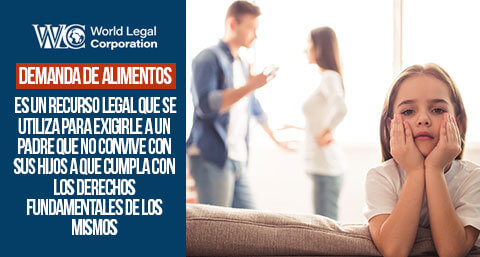 WLC World Legal
Corporation
DEMANDA DE ALIMENTOS
ES UN RECURSO LEGAL QUE SE
UTILIZA PARA EXIGIRLE A UN
PADRE QUE NO CONVIVE CON
SUS HIJOS A QUE CUMPLA CON
LOS DERECHOS
FUNDAMENTALES DE LOS
MISMOS